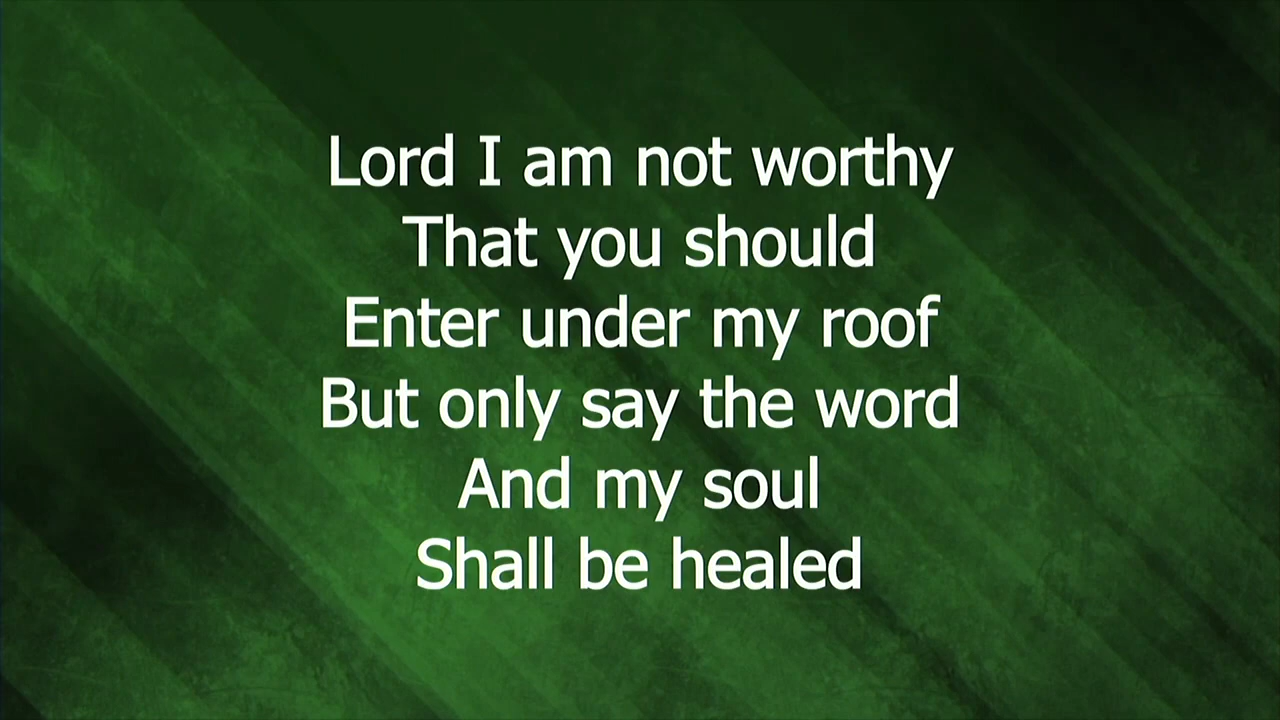 Lord I am not worthy
That you should
Enter under my roof
But only say the word
And my soul
Shall be healed